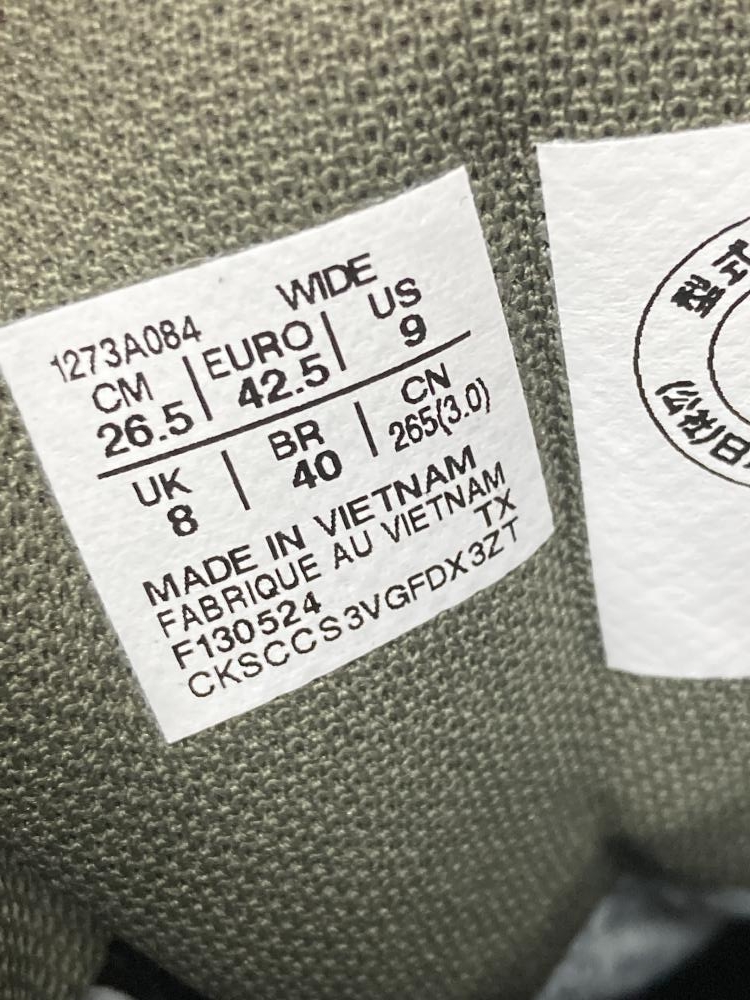 WIDE
1273A084
CM | EURO | US
26.5 42.5 9
UK | BR | CN
8 40 265(3.0)
MADE IN VIETNAM
FABRIQUE AU VIETNAM
F130524 TX
CKSCCS3VGFDX3ZT